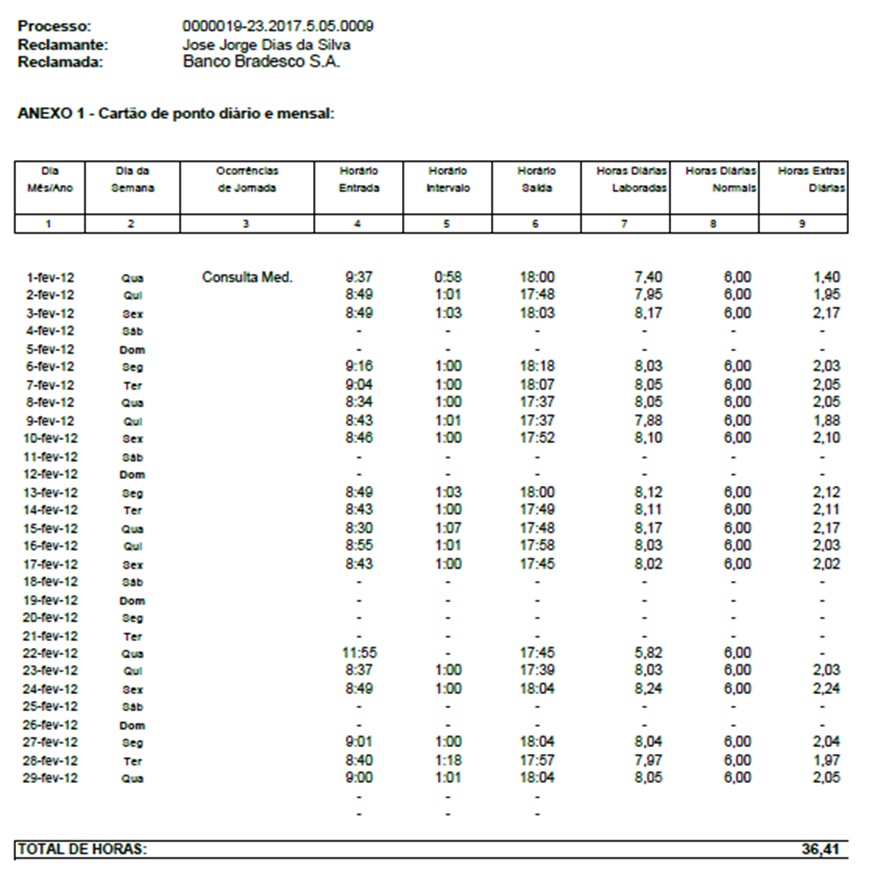 Processo: 0000019-23.2017.5.05.0009
Reclamante: Jose Jorge Dias da Silva
Reclamada: Banco Bradesco S.A.
ANEXO 1 - Cartão de ponto diário e mensal:
Dia Dia da Ocorrências Horário Horário Horário Horas Diárias Horas Diárias Horas Extras
Mês/Ano Semana de Jornada Entrada Intervalo Saída Laboradas Normais Diárias
1 2 3 4 5 6 7 8 9
1-fev-12 Qua Consulta Med. 9:37 0:58 18:00 7,40 6,00 1,40
2-fev-12 Qui 8:49 1:01 17:48 7,95 6,00 1,95
3-fev-12 Sex 8:49 1:03 18:03 8,17 6,00 2,17
4-fev-12 Sáb - - - - - -
5-fev-12 Dom - - - - - -
6-fev-12 Seg 9:16 1:00 18:18 8,03 6,00 2,03
7-fev-12 Ter 9:04 1:00 18:07 8,05 6,00 2,05
8-fev-12 Qua 8:34 1:00 17:37 8,05 6,00 2,05
9-fev-12 Qui 8:43 1:01 17:37 7,88 6,00 1,88
10-fev-12 Sex 8:46 1:00 17:52 8,10 6,00 2,10
11-fev-12 Sáb - - - - - -
12-fev-12 Dom - - - - - -
13-fev-12 Seg 8:49 1:03 18:00 8,12 6,00 2,12
14-fev-12 Ter 8:43 1:00 17:49 8,11 6,00 2,11
15-fev-12 Qua 8:30 1:07 17:48 8,17 6,00 2,17
16-fev-12 Qui 8:55 1:01 17:58 8,03 6,00 2,03
17-fev-12 Sex 8:43 1:00 17:45 8,02 6,00 2,02
18-fev-12 Sáb - - - - - -
19-fev-12 Dom - - - - - -
20-fev-12 Seg - - - - - -
21-fev-12 Ter - - - - - -
22-fev-12 Qua 11:55 - 17:45 5,82 6,00 -
23-fev-12 Qui 8:37 1:00 17:39 8,03 6,00 2,03
24-fev-12 Sex 8:49 1:00 18:04 8,24 6,00 2,24
25-fev-12 Sáb - - - - - -
26-fev-12 Dom - - - - - -
27-fev-12 Seg 9:01 1:00 18:04 8,04 6,00 2,04
28-fev-12 Ter 8:40 1:18 17:57 7,97 6,00 1,97
29-fev-12 Qua 9:00 1:01 18:04 8,05 6,00 2,05
- - -
- - -
TOTAL DE HORAS: 36,41